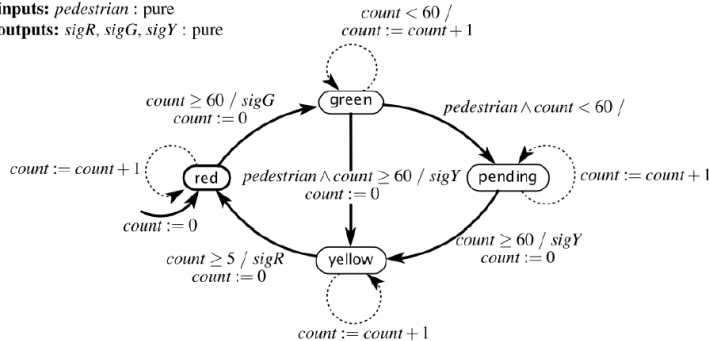 inputs: pedestrian : pure
outputs: sigR, sigG, sigY : pure
count < 60 /
count := count + 1
green
count ≥ 60 / sigG
count := 0
pedestrian ∧ count < 60 /
count := count + 1
red
pedestrian ∧ count ≥ 60 / sigY
count := 0
pending
count := count + 1
count := 0
count ≥ 5 / sigR
count := 0
yellow
count ≥ 60 / sigY
count := 0
count := count + 1